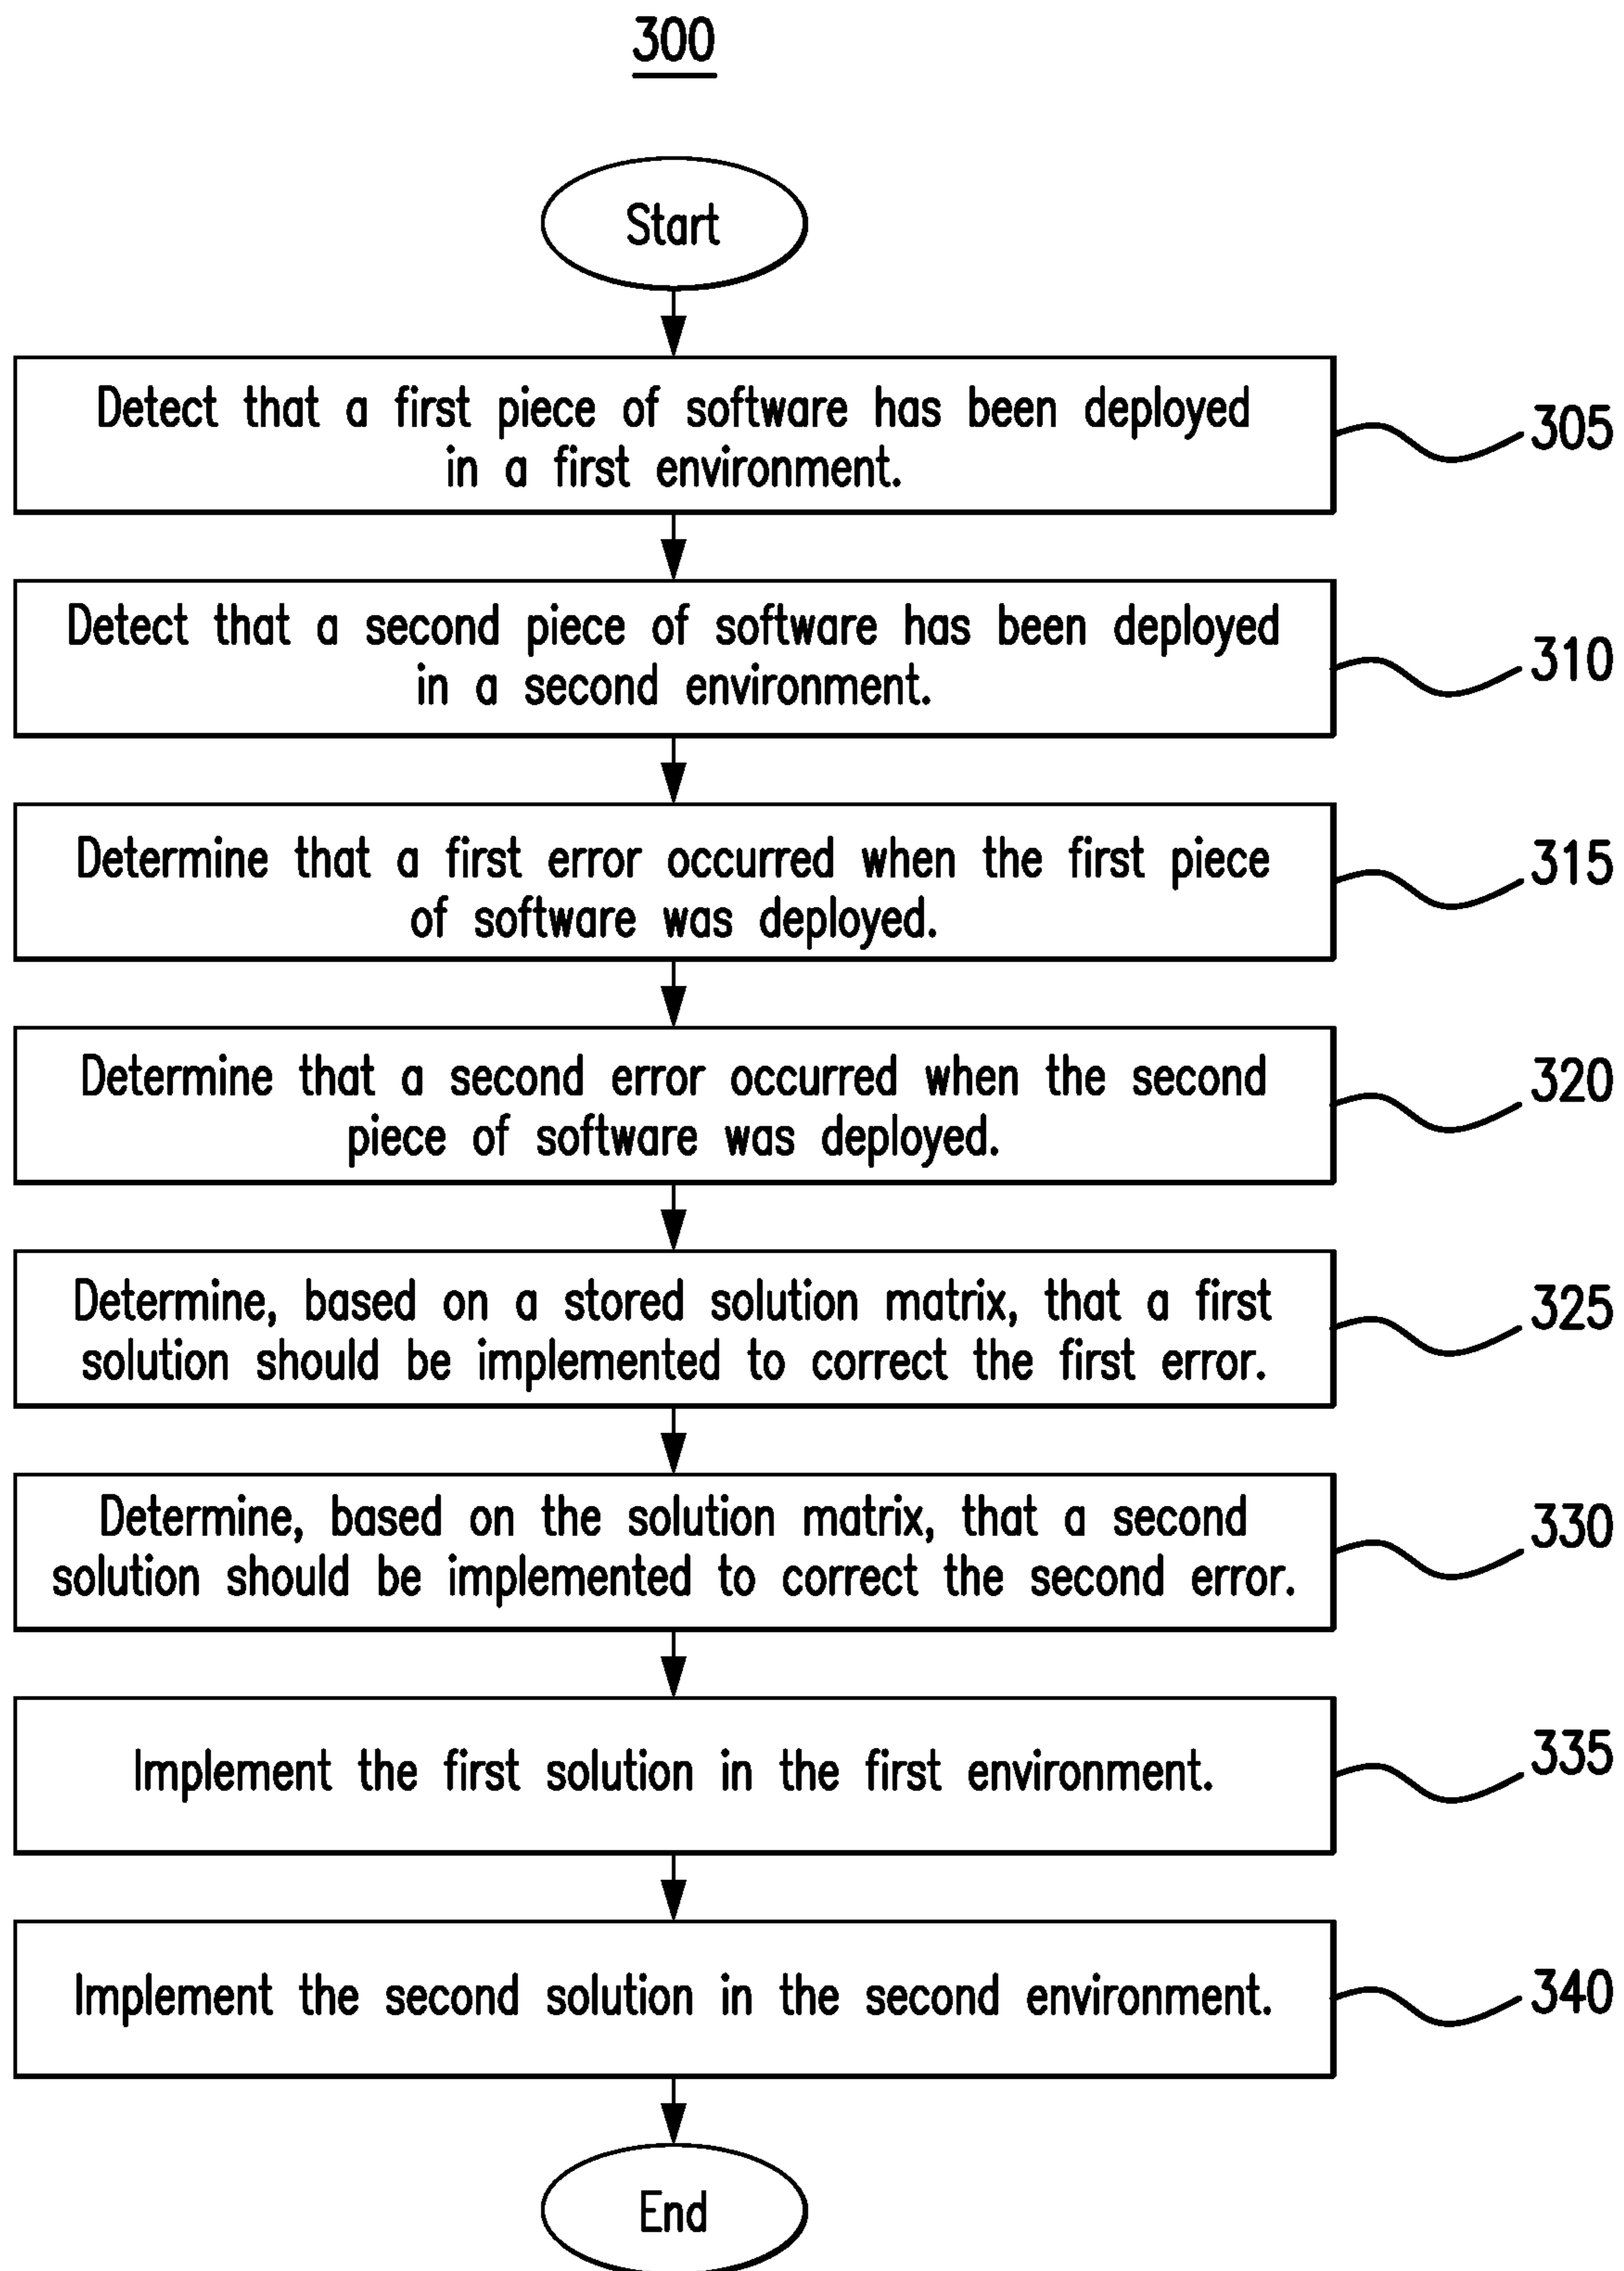 300
Start
Detect that a first piece of software has been deployed
in a first environment.
305
Detect that a second piece of software has been deployed
in a second environment.
310
Determine that a first error occurred when the first piece
of software was deployed.
315
Determine that a second error occurred when the second
piece of software was deployed.
320
Determine, based on a stored solution matrix, that a first
solution should be implemented to correct the first error.
325
Determine, based on the solution matrix, that a second
solution should be implemented to correct the second error.
330
Implement the first solution in the first environment.
335
Implement the second solution in the second environment.
340
End